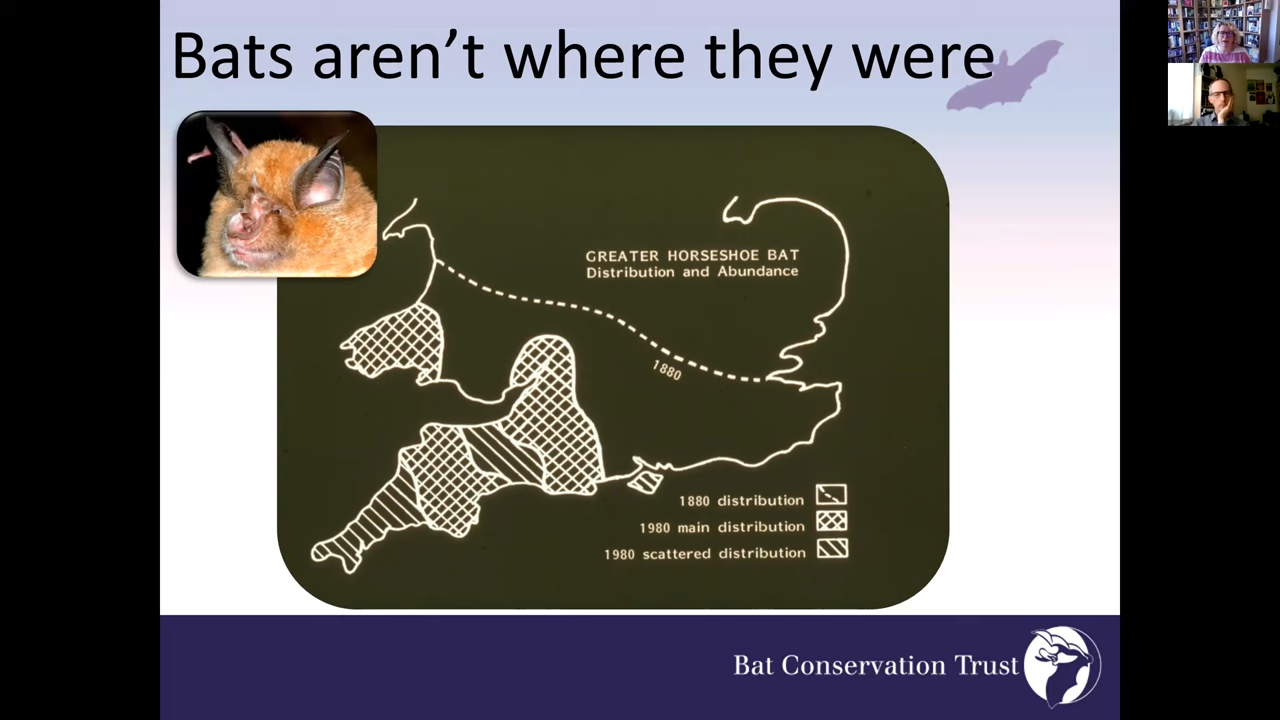 Bats aren’t where they were
GREATER HORSESHOE BAT
Distribution and Abundance
1880
1880 distribution
1980 main distribution
1980 scattered distribution
Bat Conservation Trust